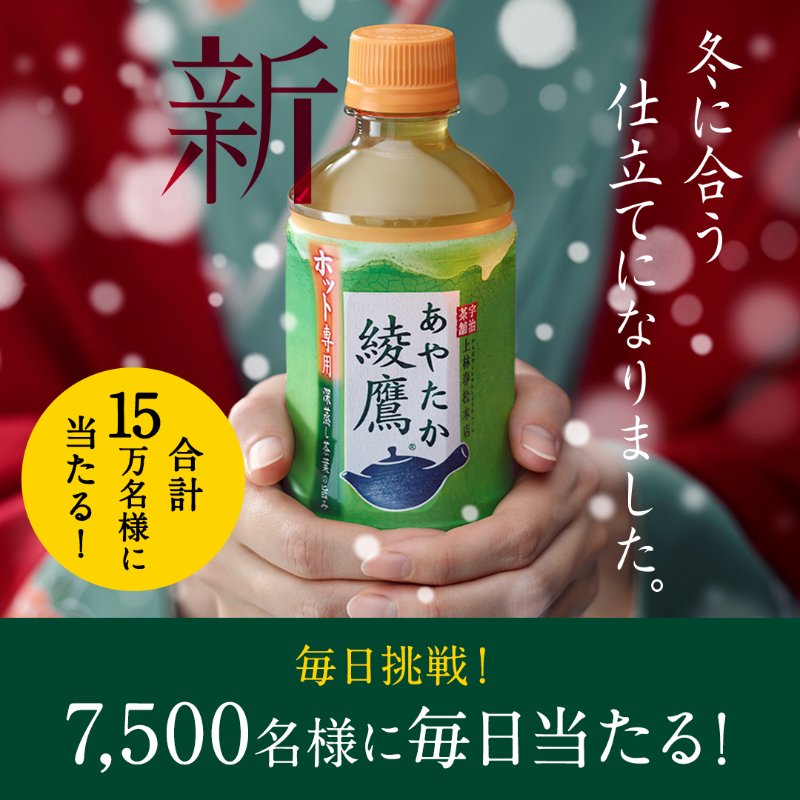 新
冬に合う
仕立てになりました。
ホット専用
深蒸し茶葉の旨み
あやたか
綾鷹
®
宇治
茶舗
上林春松本店
合計
15万名様に
当たる！
毎日挑戦！
7,500名様に毎日当たる！